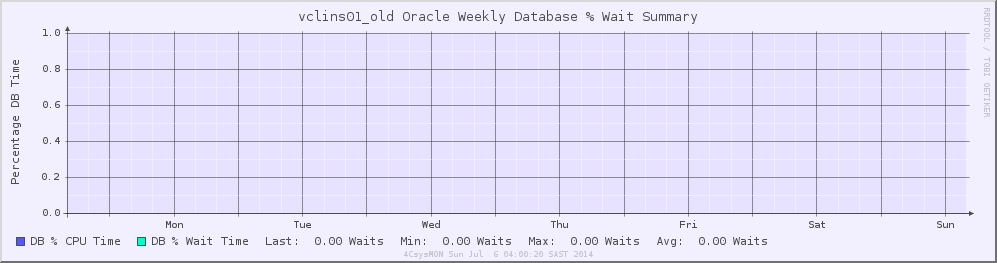 vclins01_old Oracle Weekly Database % Wait Summary
RRDTOOL / TOBI OETIKER
Percentage DB Time
1.0
0.8
0.6
0.4
0.2
0.0
Mon Tue Wed Thu Fri Sat Sun
DB % CPU Time DB % Wait Time Last: 0.00 Waits Min: 0.00 Waits Max: 0.00 Waits Avg: 0.00 Waits
4CsysMON Sun Jul 6 04:00:20 SAST 2014